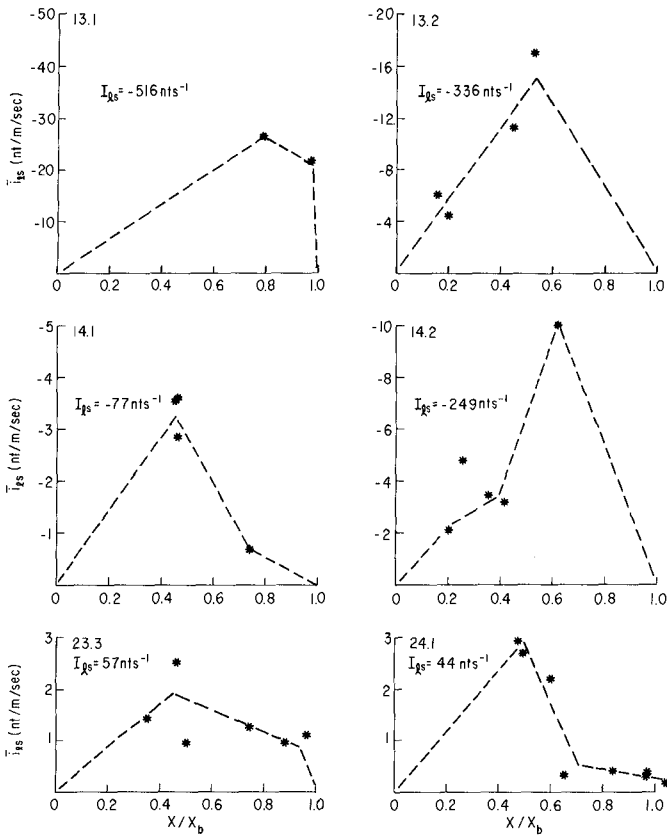 -50 13.1
-40
-30
-20
-10
I_ℓs = -516 nts⁻¹
0 0.2 0.4 0.6 0.8 1.0
ī_ℓs (nt/m/sec)
-20 13.2
-16
-12
-8
-4
I_ℓs = -336 nts⁻¹
0 0.2 0.4 0.6 0.8 1.0
-5 14.1
-4
-3
-2
-1
I_ℓs = -77 nts⁻¹
0 0.2 0.4 0.6 0.8 1.0
ī_ℓs (nt/m/sec)
-10 14.2
-8
-6
-4
-2
I_ℓs = -249 nts⁻¹
0 0.2 0.4 0.6 0.8 1.0
3 23.3
I_ℓs = 57 nts⁻¹
2
1
0 0.2 0.4 0.6 0.8 1.0
ī_ℓs (nt/m/sec)
X/X_b
3 24.1
I_ℓs = 44 nts⁻¹
2
1
0 0.2 0.4 0.6 0.8 1.0
X/X_b